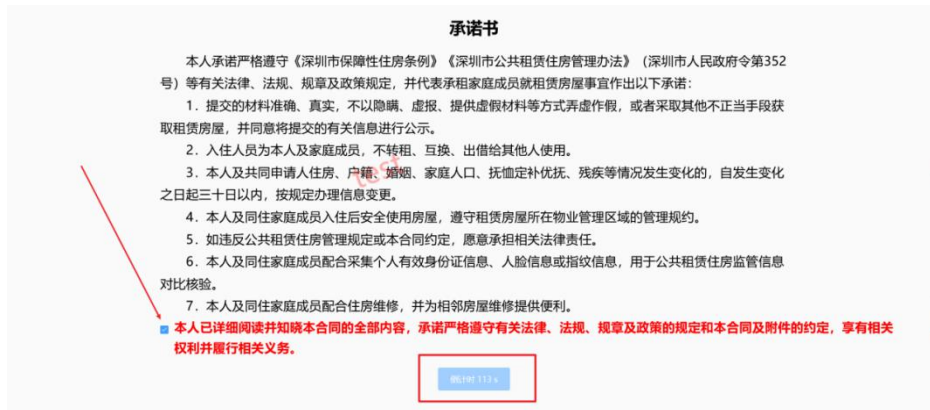 承诺书
本人承诺严格遵守《深圳市保障性住房条例》《深圳市公共租赁住房管理办法》（深圳市人民政府令第352
号）等有关法律、法规、规章及政策规定，并代表承租家庭成员就租赁房屋事宜作出以下承诺：
1. 提交的材料准确、真实，不以隐瞒、虚报、提供虚假材料等方式弄虚作假，或者采取其他不正当手段获
取租赁房屋，并同意将提交的有关信息进行公示。
2. 入住人员为本人及家庭成员，不转租、互换、出借给其他人使用。
test
3. 本人及共同申请人住房、户籍、婚姻、家庭人口、抚恤定补优抚、残疾等情况发生变化的，自发生变化
之日起三十日以内，按规定办理信息变更。
4. 本人及同住家庭成员入住后安全使用房屋，遵守租赁房屋所在物业管理区域的管理规约。
5. 如违反公共租赁住房管理规定或本合同约定，愿意承担相关法律责任。
6. 本人及同住家庭成员配合采集个人有效身份证信息、人脸信息或指纹信息，用于公共租赁住房监管信息
对比核验。
7. 本人及同住家庭成员配合住房维修，并为相邻房屋维修提供便利。
本人已详细阅读并知晓本合同的全部内容，承诺严格遵守有关法律、法规、规章及政策的规定和本合同及附件的约定，享有相关
权利并履行相关义务。
倒计时 113 s